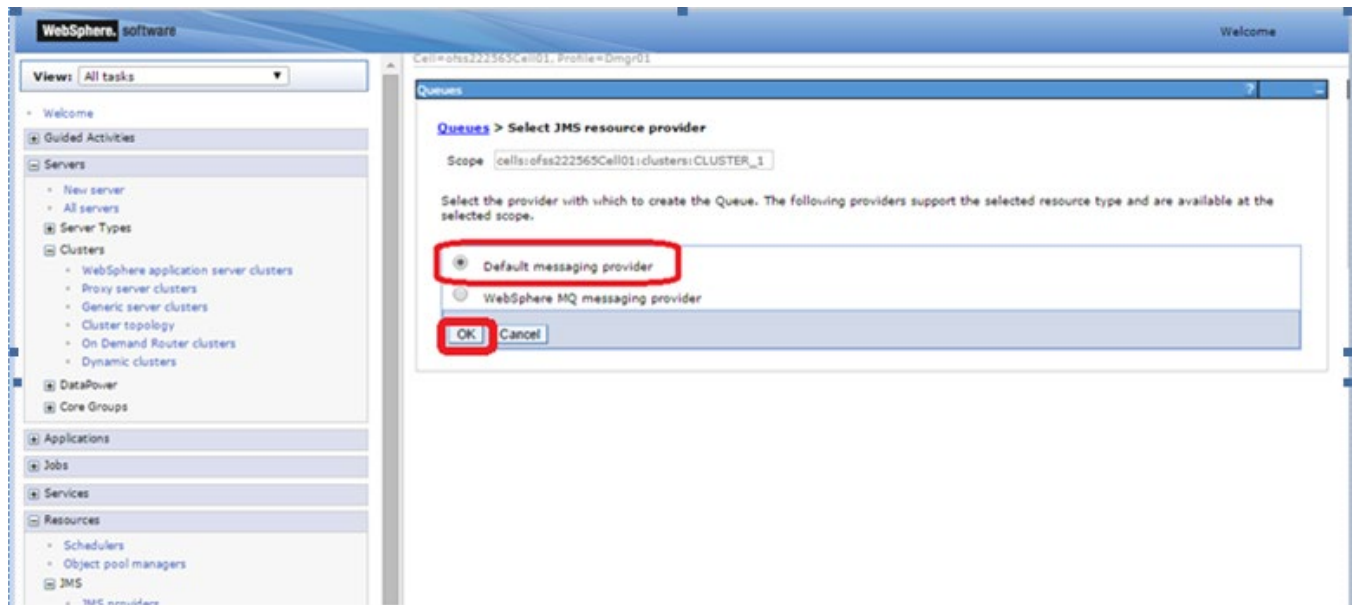 WebSphere. software
Welcome
View: All tasks
Welcome
Guided Activities
Servers
New server
All servers
Server Types
Clusters
WebSphere application server clusters
Proxy server clusters
Generic server clusters
Cluster topology
On Demand Router clusters
Dynamic clusters
DataPower
Core Groups
Applications
Jobs
Services
Resources
Schedulers
Object pool managers
JMS
JMS providers
Cell=ofss222565Cell01, Profile=Dmgr01
Queues ? -
Queues > Select JMS resource provider
Scope cells:ofss222565Cell01:clusters:CLUSTER_1
Select the provider with which to create the Queue. The following providers support the selected resource type and are available at the
selected scope.
Default messaging provider
WebSphere MQ messaging provider
OK Cancel